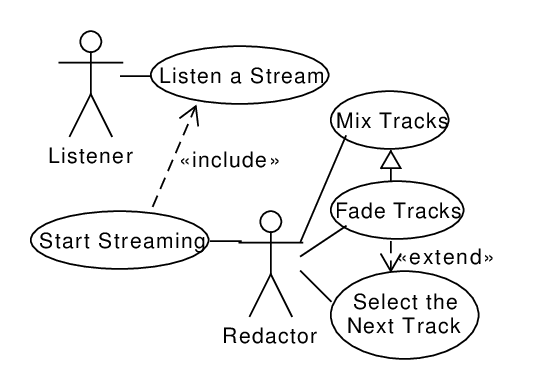 Listen a Stream
Mix Tracks
Listener
«include»
Fade Tracks
Start Streaming
«extend»
Select the
Next Track
Redactor